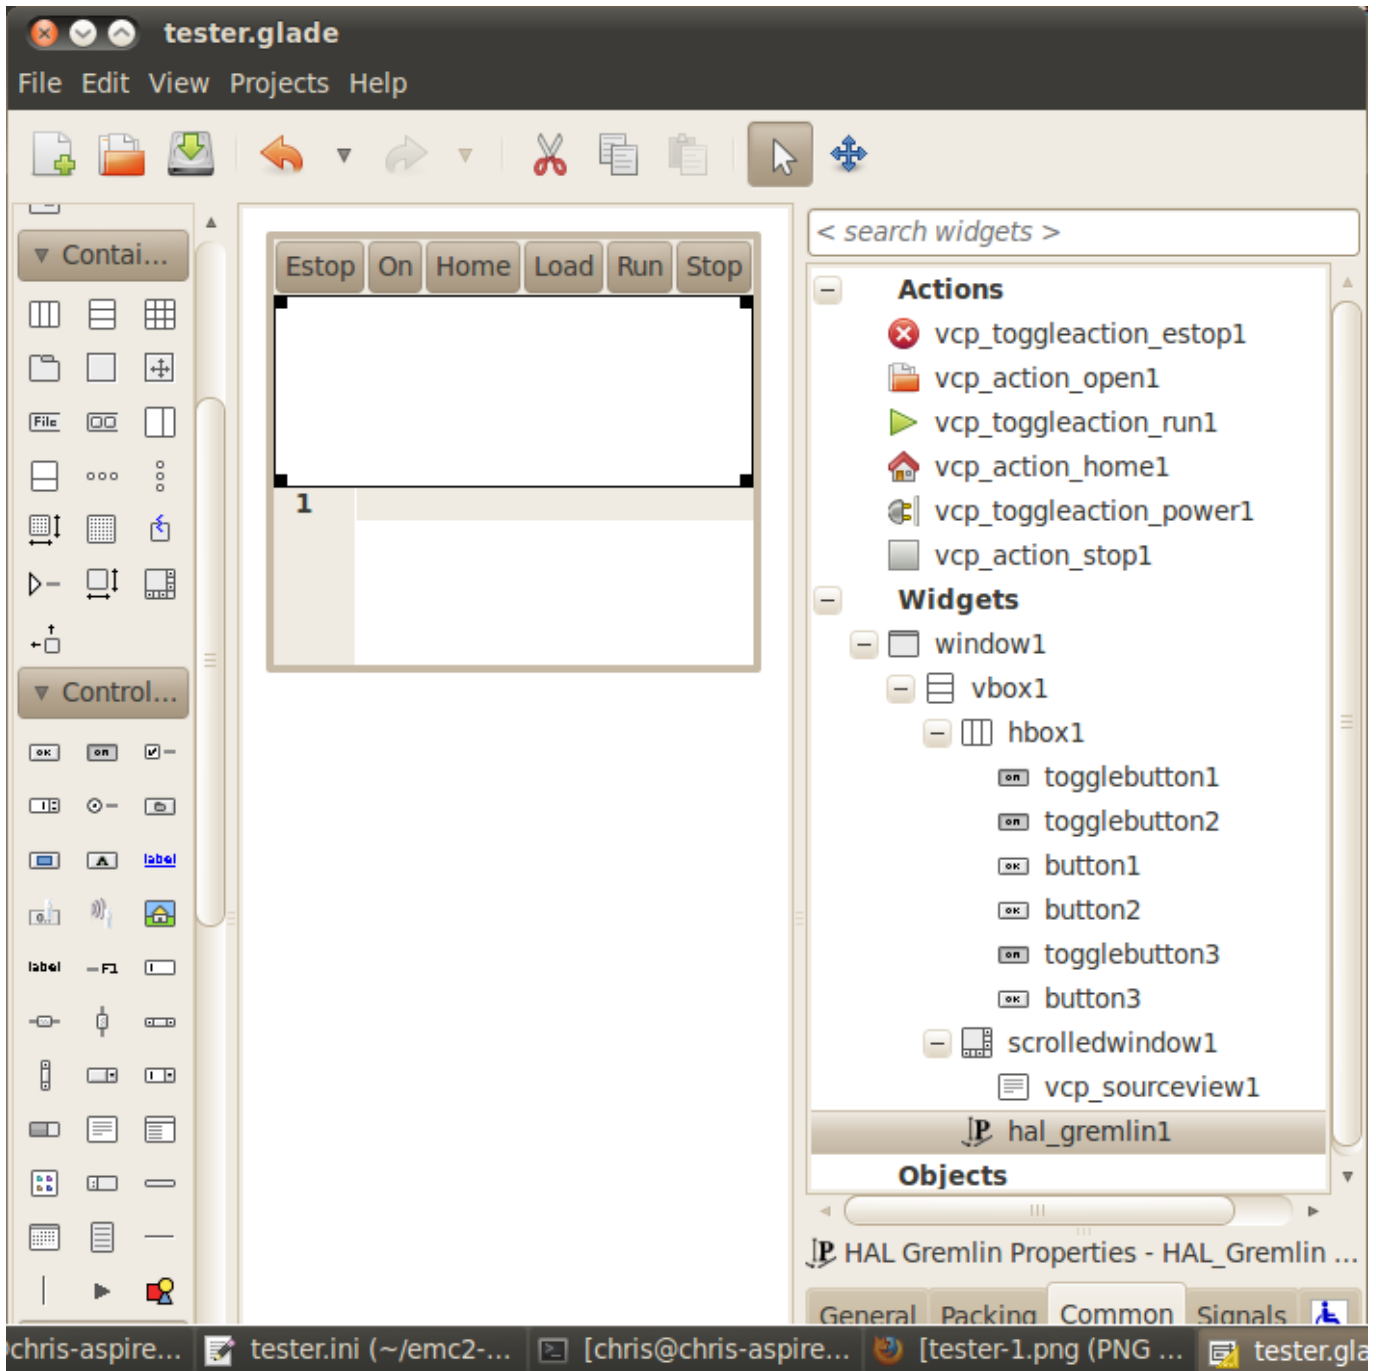 tester.glade
File Edit View Projects Help
< search widgets >
Contai...
Estop On Home Load Run Stop
Actions
vcp_toggleaction_estop1
vcp_action_open1
File
vcp_toggleaction_run1
vcp_action_home1
1
vcp_toggleaction_power1
vcp_action_stop1
Widgets
window1
Control...
vbox1
hbox1
togglebutton1
togglebutton2
label
button1
button2
togglebutton3
label F1
button3
scrolledwindow1
vcp_sourceview1
hal_gremlin1
Objects
HAL Gremlin Properties - HAL_Gremlin ...
General Packing Common Signals
chris-aspire... tester.ini (~/emc2-... [chris@chris-aspire... [tester-1.png (PNG ... tester.gla